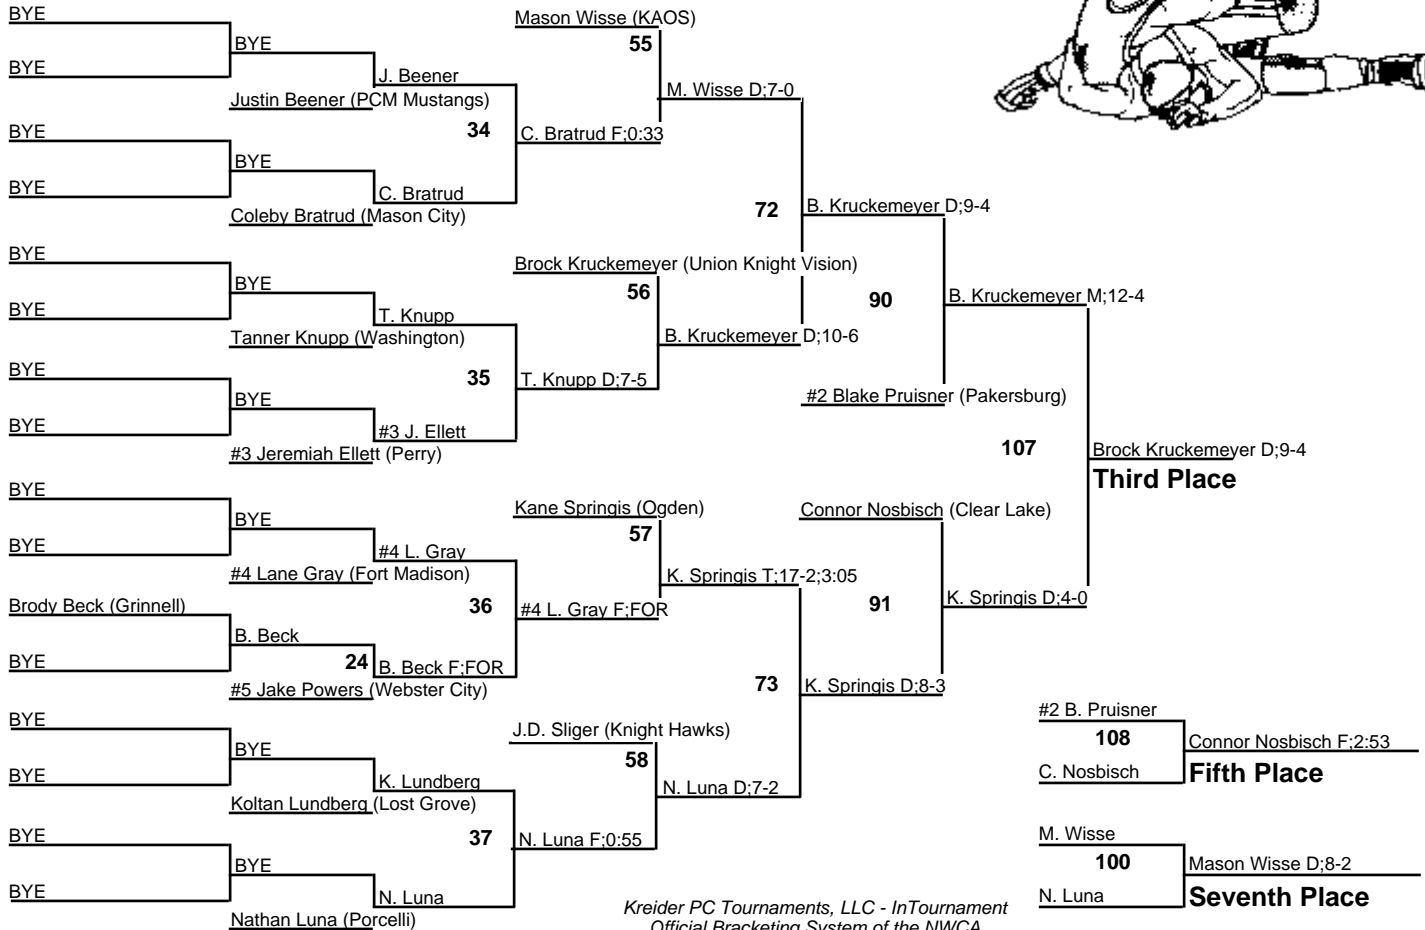 BYE
Mason Wisse (KAOS)
55
BYE
J. Beener
BYE
Justin Beener (PCM Mustangs)
M. Wisse D;7-0
34
BYE
C. Bratrud F;0:33
BYE
C. Bratrud
BYE
Coleby Bratrud (Mason City)
72
B. Kruckemeyer D;9-4
BYE
Brock Kruckemeyer (Union Knight Vision)
BYE
56
90
B. Kruckemeyer M;12-4
BYE
T. Knupp
Tanner Knupp (Washington)
B. Kruckemeyer D;10-6
BYE
35
T. Knupp D;7-5
BYE
#2 Blake Pruisner (Pakersburg)
BYE
#3 J. Ellett
#3 Jeremiah Ellett (Perry)
107
Brock Kruckemeyer D;9-4
Third Place
BYE
Kane Springis (Ogden)
Connor Nosbisch (Clear Lake)
BYE
57
BYE
#4 L. Gray
#4 Lane Gray (Fort Madison)
K. Springis T;17-2;3:05
91
K. Springis D;4-0
Brody Beck (Grinnell)
36
#4 L. Gray F;FOR
B. Beck
BYE
24
B. Beck F;FOR
#5 Jake Powers (Webster City)
73
K. Springis D;8-3
BYE
J.D. Sliger (Knight Hawks)
#2 B. Pruisner
BYE
58
108
Connor Nosbisch F;2:53
BYE
K. Lundberg
C. Nosbisch
Fifth Place
Koltan Lundberg (Lost Grove)
N. Luna D;7-2
BYE
37
N. Luna F;0:55
M. Wisse
BYE
100
Mason Wisse D;8-2
BYE
N. Luna
N. Luna
Seventh Place
Nathan Luna (Porcelli)
Kreider PC Tournaments, LLC - InTournament
Official Bracketing System of the NWCA